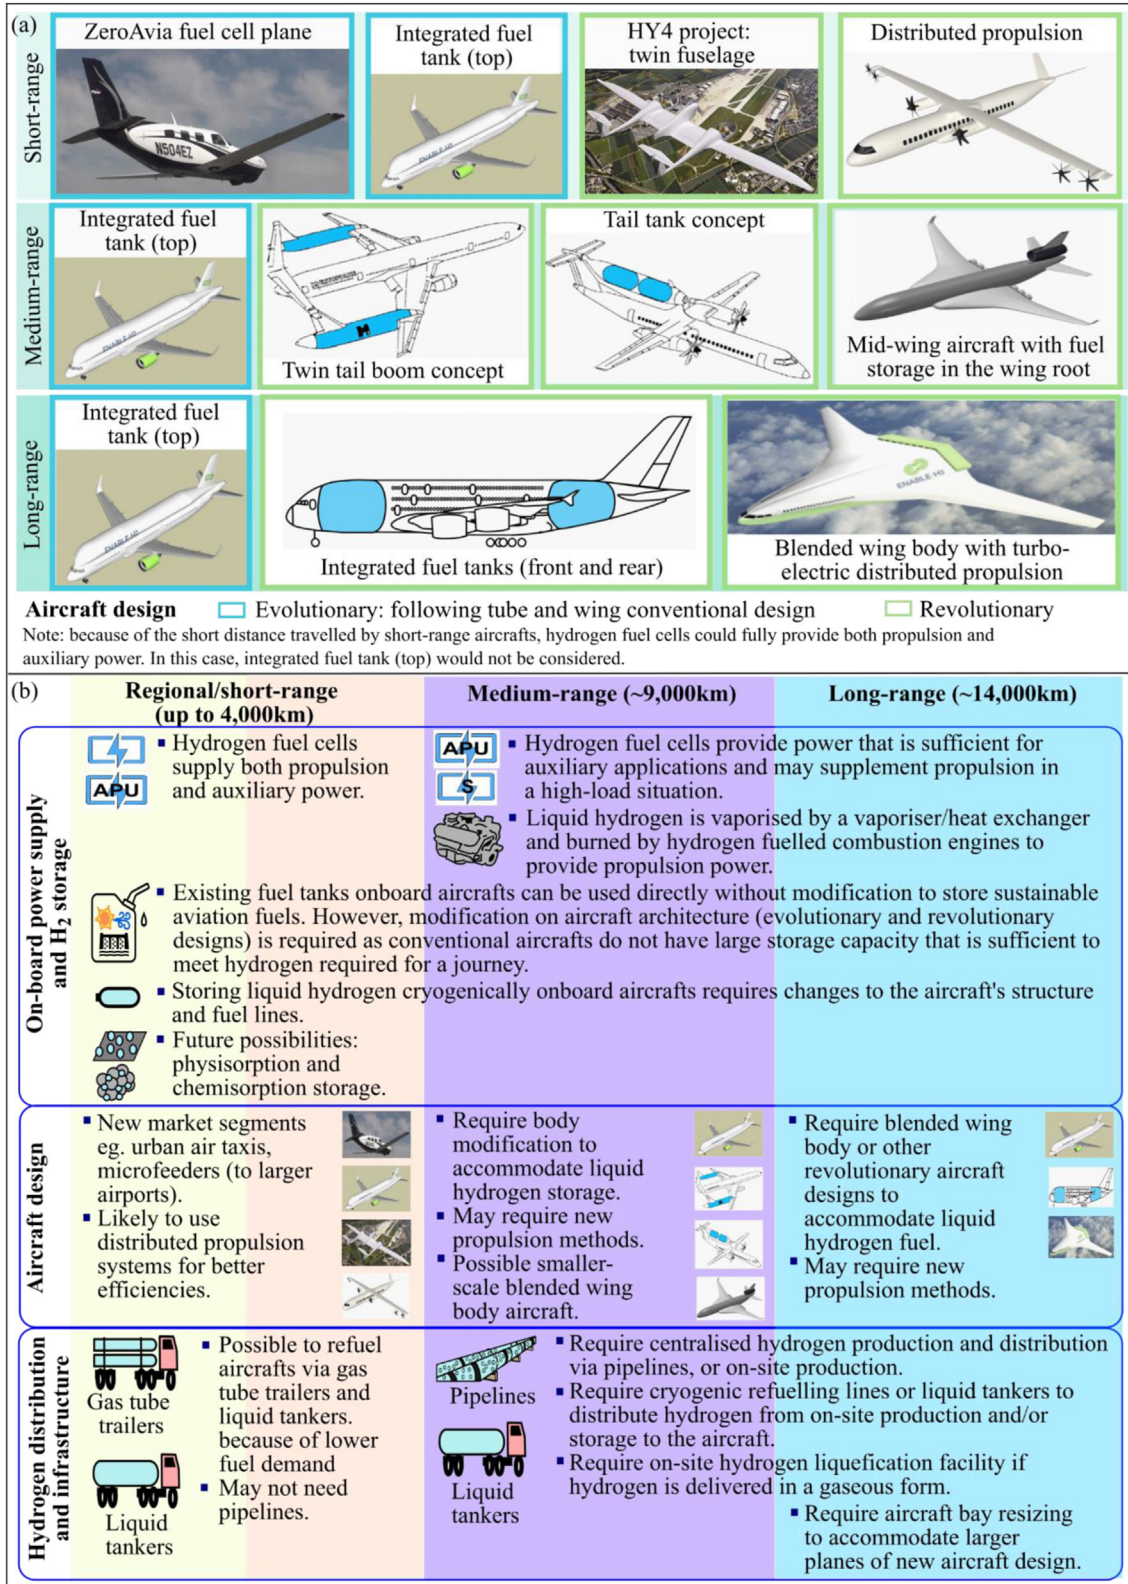 (a)
Short-range
ZeroAvia fuel cell plane
N504EZ
Integrated fuel
tank (top)
ENABLE-H2
HY4 project:
twin fuselage
Distributed propulsion
Medium-range
Integrated fuel
tank (top)
ENABLE-H2
Twin tail boom concept
Tail tank concept
Mid-wing aircraft with fuel
storage in the wing root
Long-range
Integrated fuel
tank (top)
ENABLE-H2
Integrated fuel tanks (front and rear)
ENABLE-H2
Blended wing body with turbo-
electric distributed propulsion
Aircraft design
Evolutionary: following tube and wing conventional design
Revolutionary
Note: because of the short distance travelled by short-range aircrafts, hydrogen fuel cells could fully provide both propulsion and
auxiliary power. In this case, integrated fuel tank (top) would not be considered.
(b)
Regional/short-range
(up to 4,000km)
Medium-range (~9,000km)
Long-range (~14,000km)
On-board power supply
and H₂ storage
▪ Hydrogen fuel cells
supply both propulsion
and auxiliary power.
APU
APU
S
▪ Hydrogen fuel cells provide power that is sufficient for
auxiliary applications and may supplement propulsion in
a high-load situation.
▪ Liquid hydrogen is vaporised by a vaporiser/heat exchanger
and burned by hydrogen fuelled combustion engines to
provide propulsion power.
▪ Existing fuel tanks onboard aircrafts can be used directly without modification to store sustainable
aviation fuels. However, modification on aircraft architecture (evolutionary and revolutionary
designs) is required as conventional aircrafts do not have large storage capacity that is sufficient to
meet hydrogen required for a journey.
▪ Storing liquid hydrogen cryogenically onboard aircrafts requires changes to the aircraft's structure
and fuel lines.
▪ Future possibilities:
physisorption and
chemisorption storage.
Aircraft design
▪ New market segments
eg. urban air taxis,
microfeeders (to larger
airports).
▪ Likely to use
distributed propulsion
systems for better
efficiencies.
▪ Require body
modification to
accommodate liquid
hydrogen storage.
▪ May require new
propulsion methods.
▪ Possible smaller-
scale blended wing
body aircraft.
▪ Require blended wing
body or other
revolutionary aircraft
designs to
accommodate liquid
hydrogen fuel.
▪ May require new
propulsion methods.
Hydrogen distribution
and infrastructure
Gas tube
trailers
Liquid
tankers
▪ Possible to refuel
aircrafts via gas
tube trailers and
liquid tankers.
because of lower
fuel demand
▪ May not need
pipelines.
Pipelines
Liquid
tankers
▪ Require centralised hydrogen production and distribution
via pipelines, or on-site production.
▪ Require cryogenic refuelling lines or liquid tankers to
distribute hydrogen from on-site production and/or
storage to the aircraft.
▪ Require on-site hydrogen liquefication facility if
hydrogen is delivered in a gaseous form.
▪ Require aircraft bay resizing
to accommodate larger
planes of new aircraft design.